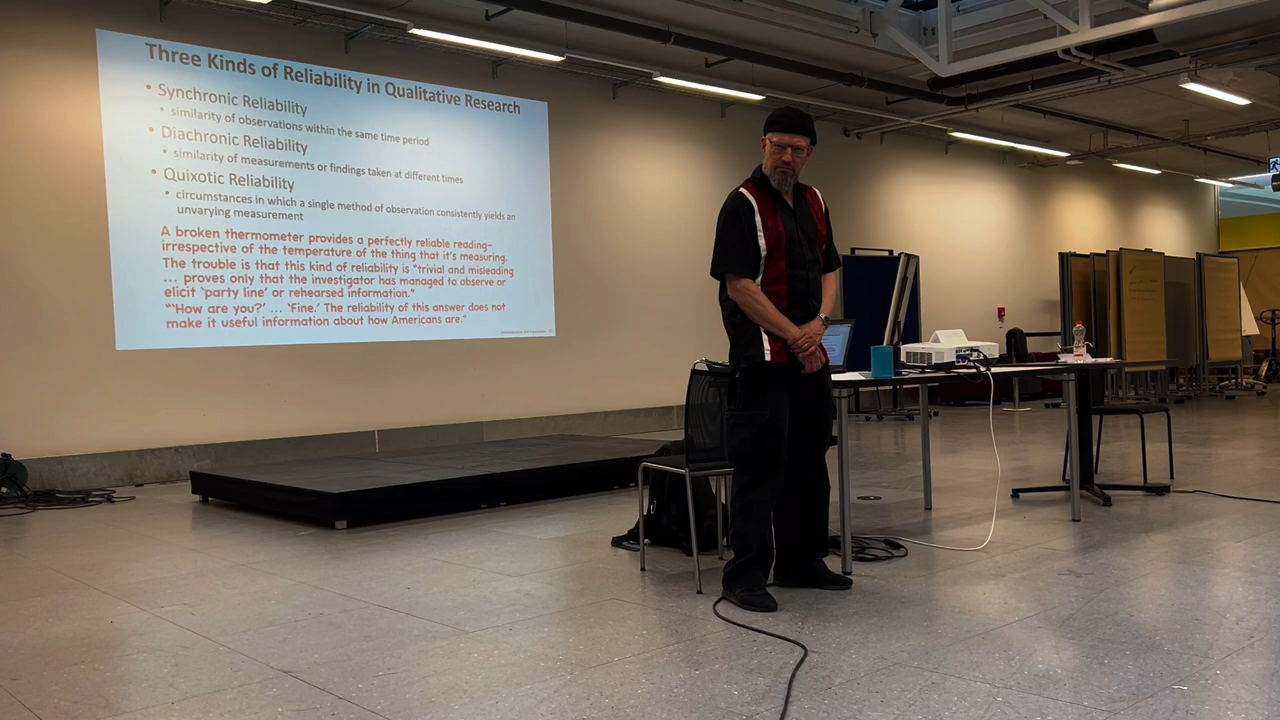 Three Kinds of Reliability in Qualitative Research
• Synchronic Reliability
• similarity of observations within the same time period
• Diachronic Reliability
• similarity of measurements or findings taken at different times
• Quixotic Reliability
• circumstances in which a single method of observation consistently yields an
unvarying measurement
A broken thermometer provides a perfectly reliable reading—
irrespective of the temperature of the thing that it's measuring.
The trouble is that this kind of reliability is "trivial and misleading
... proves only that the investigator has managed to observe or
elicit 'party line' or rehearsed information."
"'How are you?' ... 'Fine.' The reliability of this answer does not
make it useful information about how Americans are."